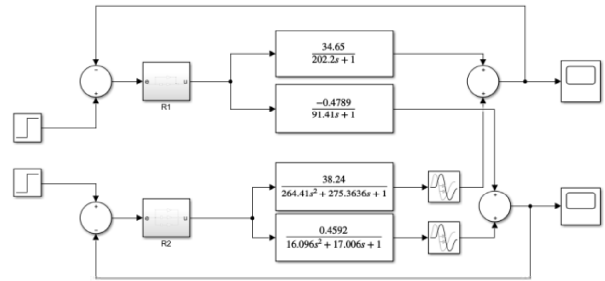 34.65
202.2s + 1
e u
R1
−0.4789
91.41s + 1
38.24
264.41s² + 275.3636s + 1
e u
R2
0.4592
16.096s² + 17.006s + 1